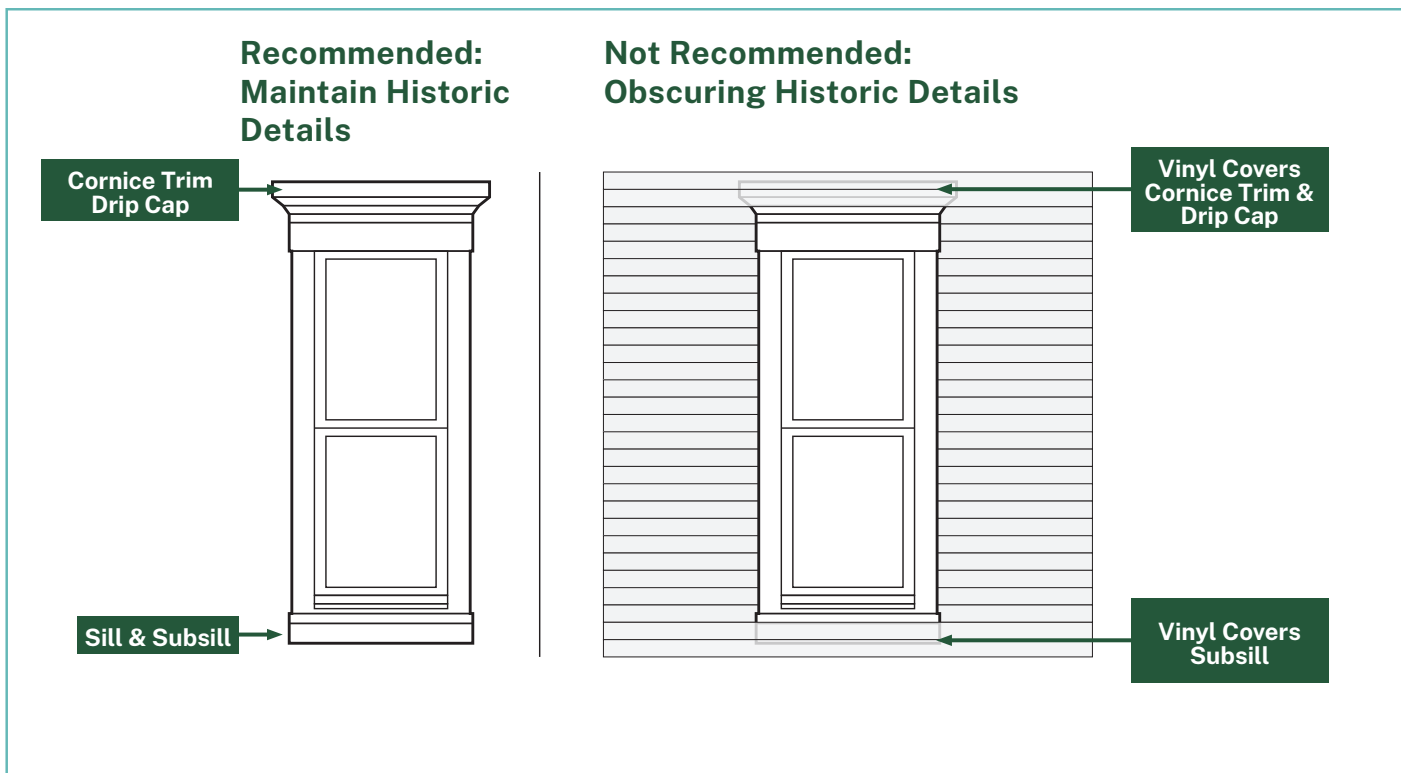 Recommended:
Maintain Historic
Details
Not Recommended:
Obscuring Historic Details
Cornice Trim
Drip Cap
Sill & Subsill
Vinyl Covers
Cornice Trim &
Drip Cap
Vinyl Covers
Subsill